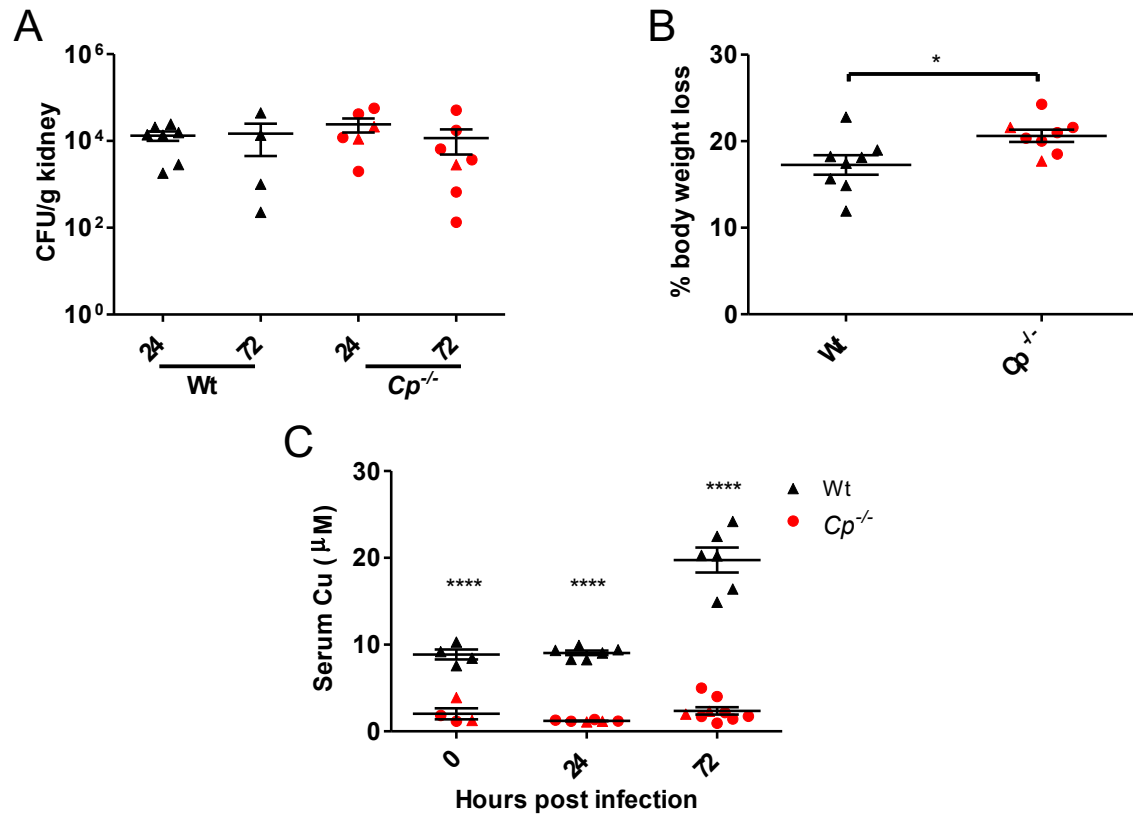 A
CFU/g kidney
10⁶
10⁴
10²
10⁰
24
72
24
72
Wt
Cp-/-
B
% body weight loss
30
20
10
0
*
Wt
Cp-/-
C
Serum Cu (µM)
30
20
10
0
****
****
****
0
24
72
Hours post infection
Wt
Cp-/-